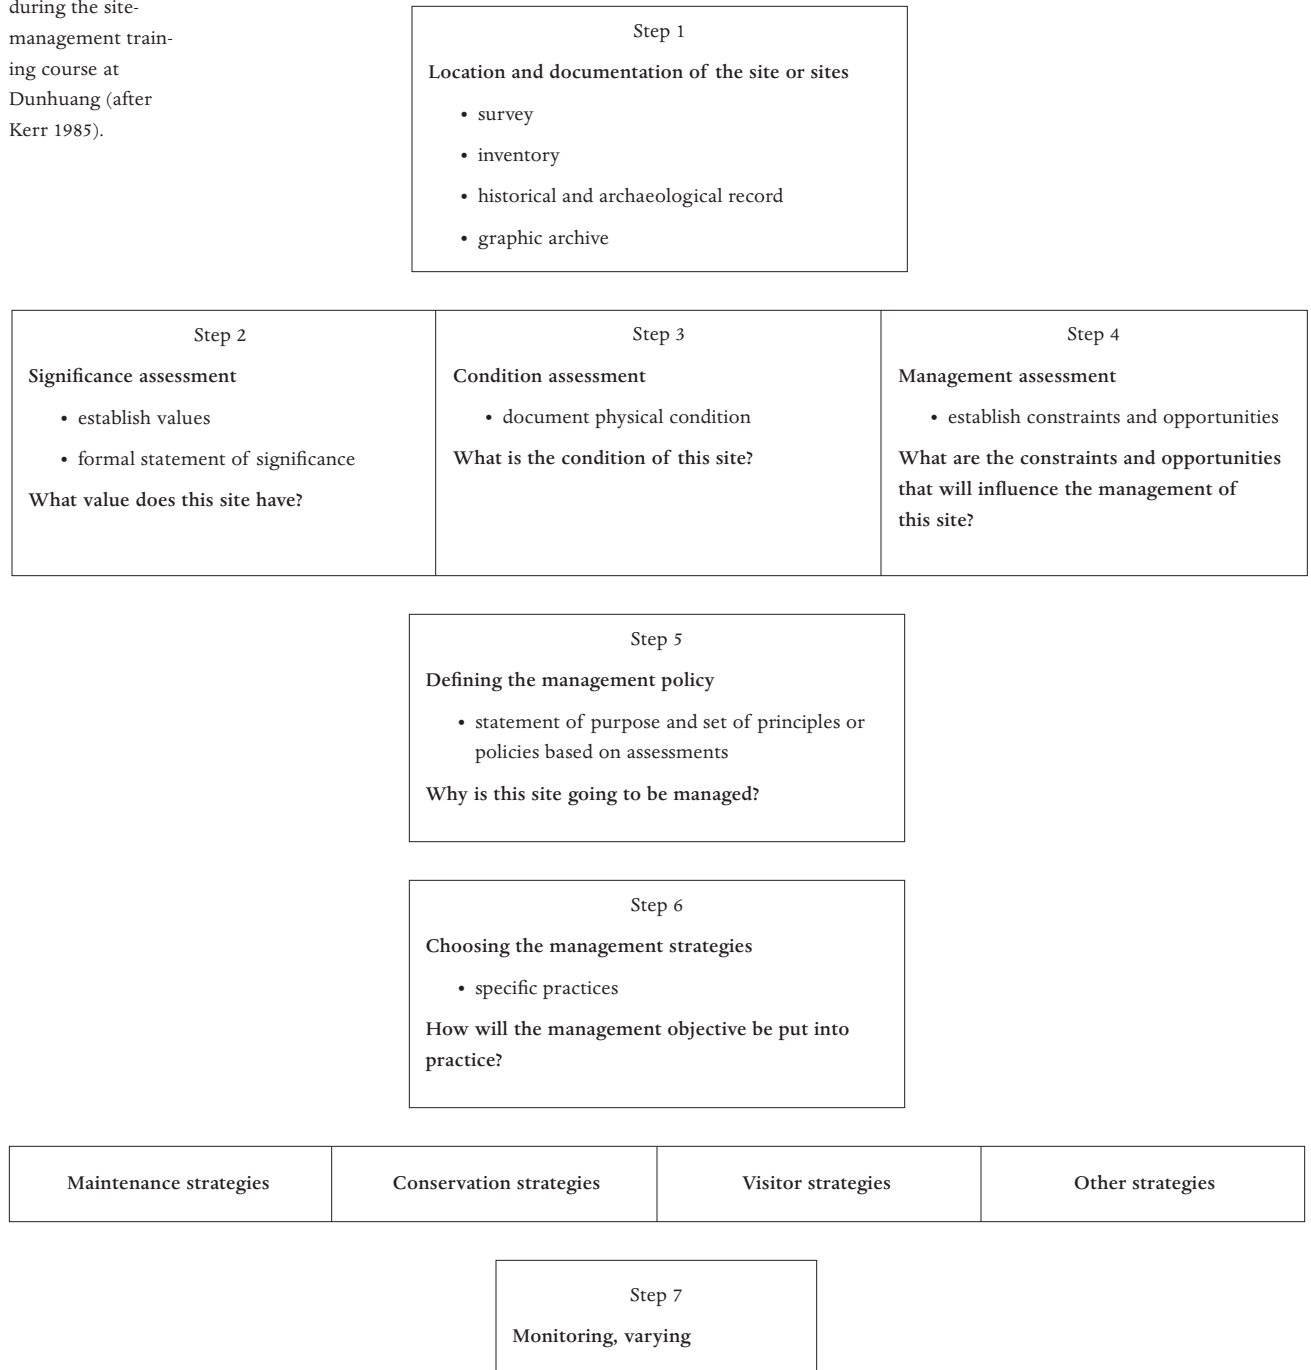 during the site-
management train-
ing course at
Dunhuang (after
Kerr 1985).
Step 1
Location and documentation of the site or sites
• survey
• inventory
• historical and archaeological record
• graphic archive
Step 2
Significance assessment
• establish values
• formal statement of significance
What value does this site have?
Step 3
Condition assessment
• document physical condition
What is the condition of this site?
Step 4
Management assessment
• establish constraints and opportunities
What are the constraints and opportunities
that will influence the management of
this site?
Step 5
Defining the management policy
• statement of purpose and set of principles or
policies based on assessments
Why is this site going to be managed?
Step 6
Choosing the management strategies
• specific practices
How will the management objective be put into
practice?
Maintenance strategies
Conservation strategies
Visitor strategies
Other strategies
Step 7
Monitoring, varying